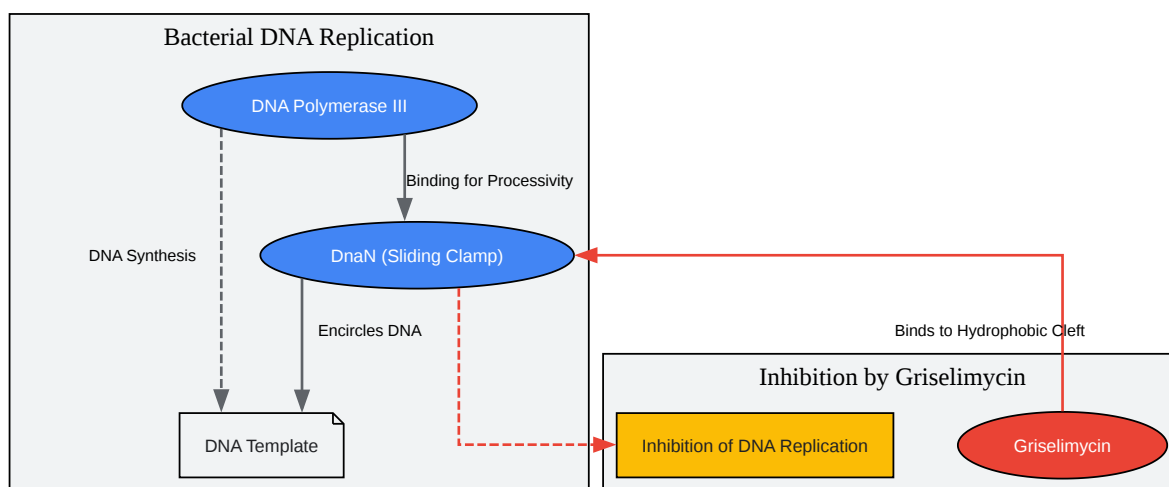 Bacterial DNA Replication
DNA Polymerase III
Binding for Processivity
DNA Synthesis
DnaN (Sliding Clamp)
Encircles DNA
Binds to Hydrophobic Cleft
Inhibition by Griselimycin
DNA Template
Inhibition of DNA Replication
Griselimycin